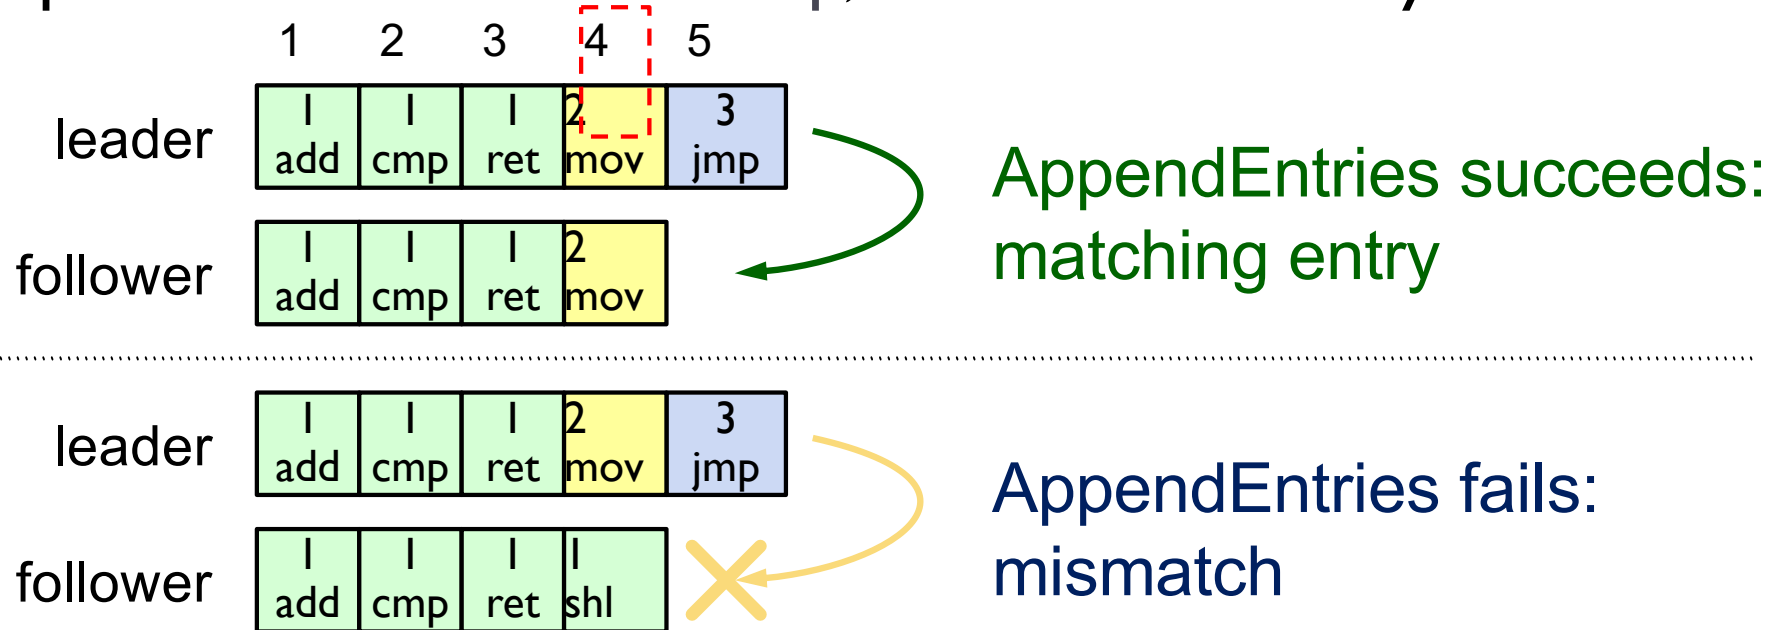 1 2 3 4 5
leader 1 1 1 2 3
add cmp ret mov jmp
AppendEntries succeeds:
matching entry
follower 1 1 1 2
add cmp ret mov
leader 1 1 1 2 3
add cmp ret mov jmp
AppendEntries fails:
mismatch
follower 1 1 1 1
add cmp ret shl